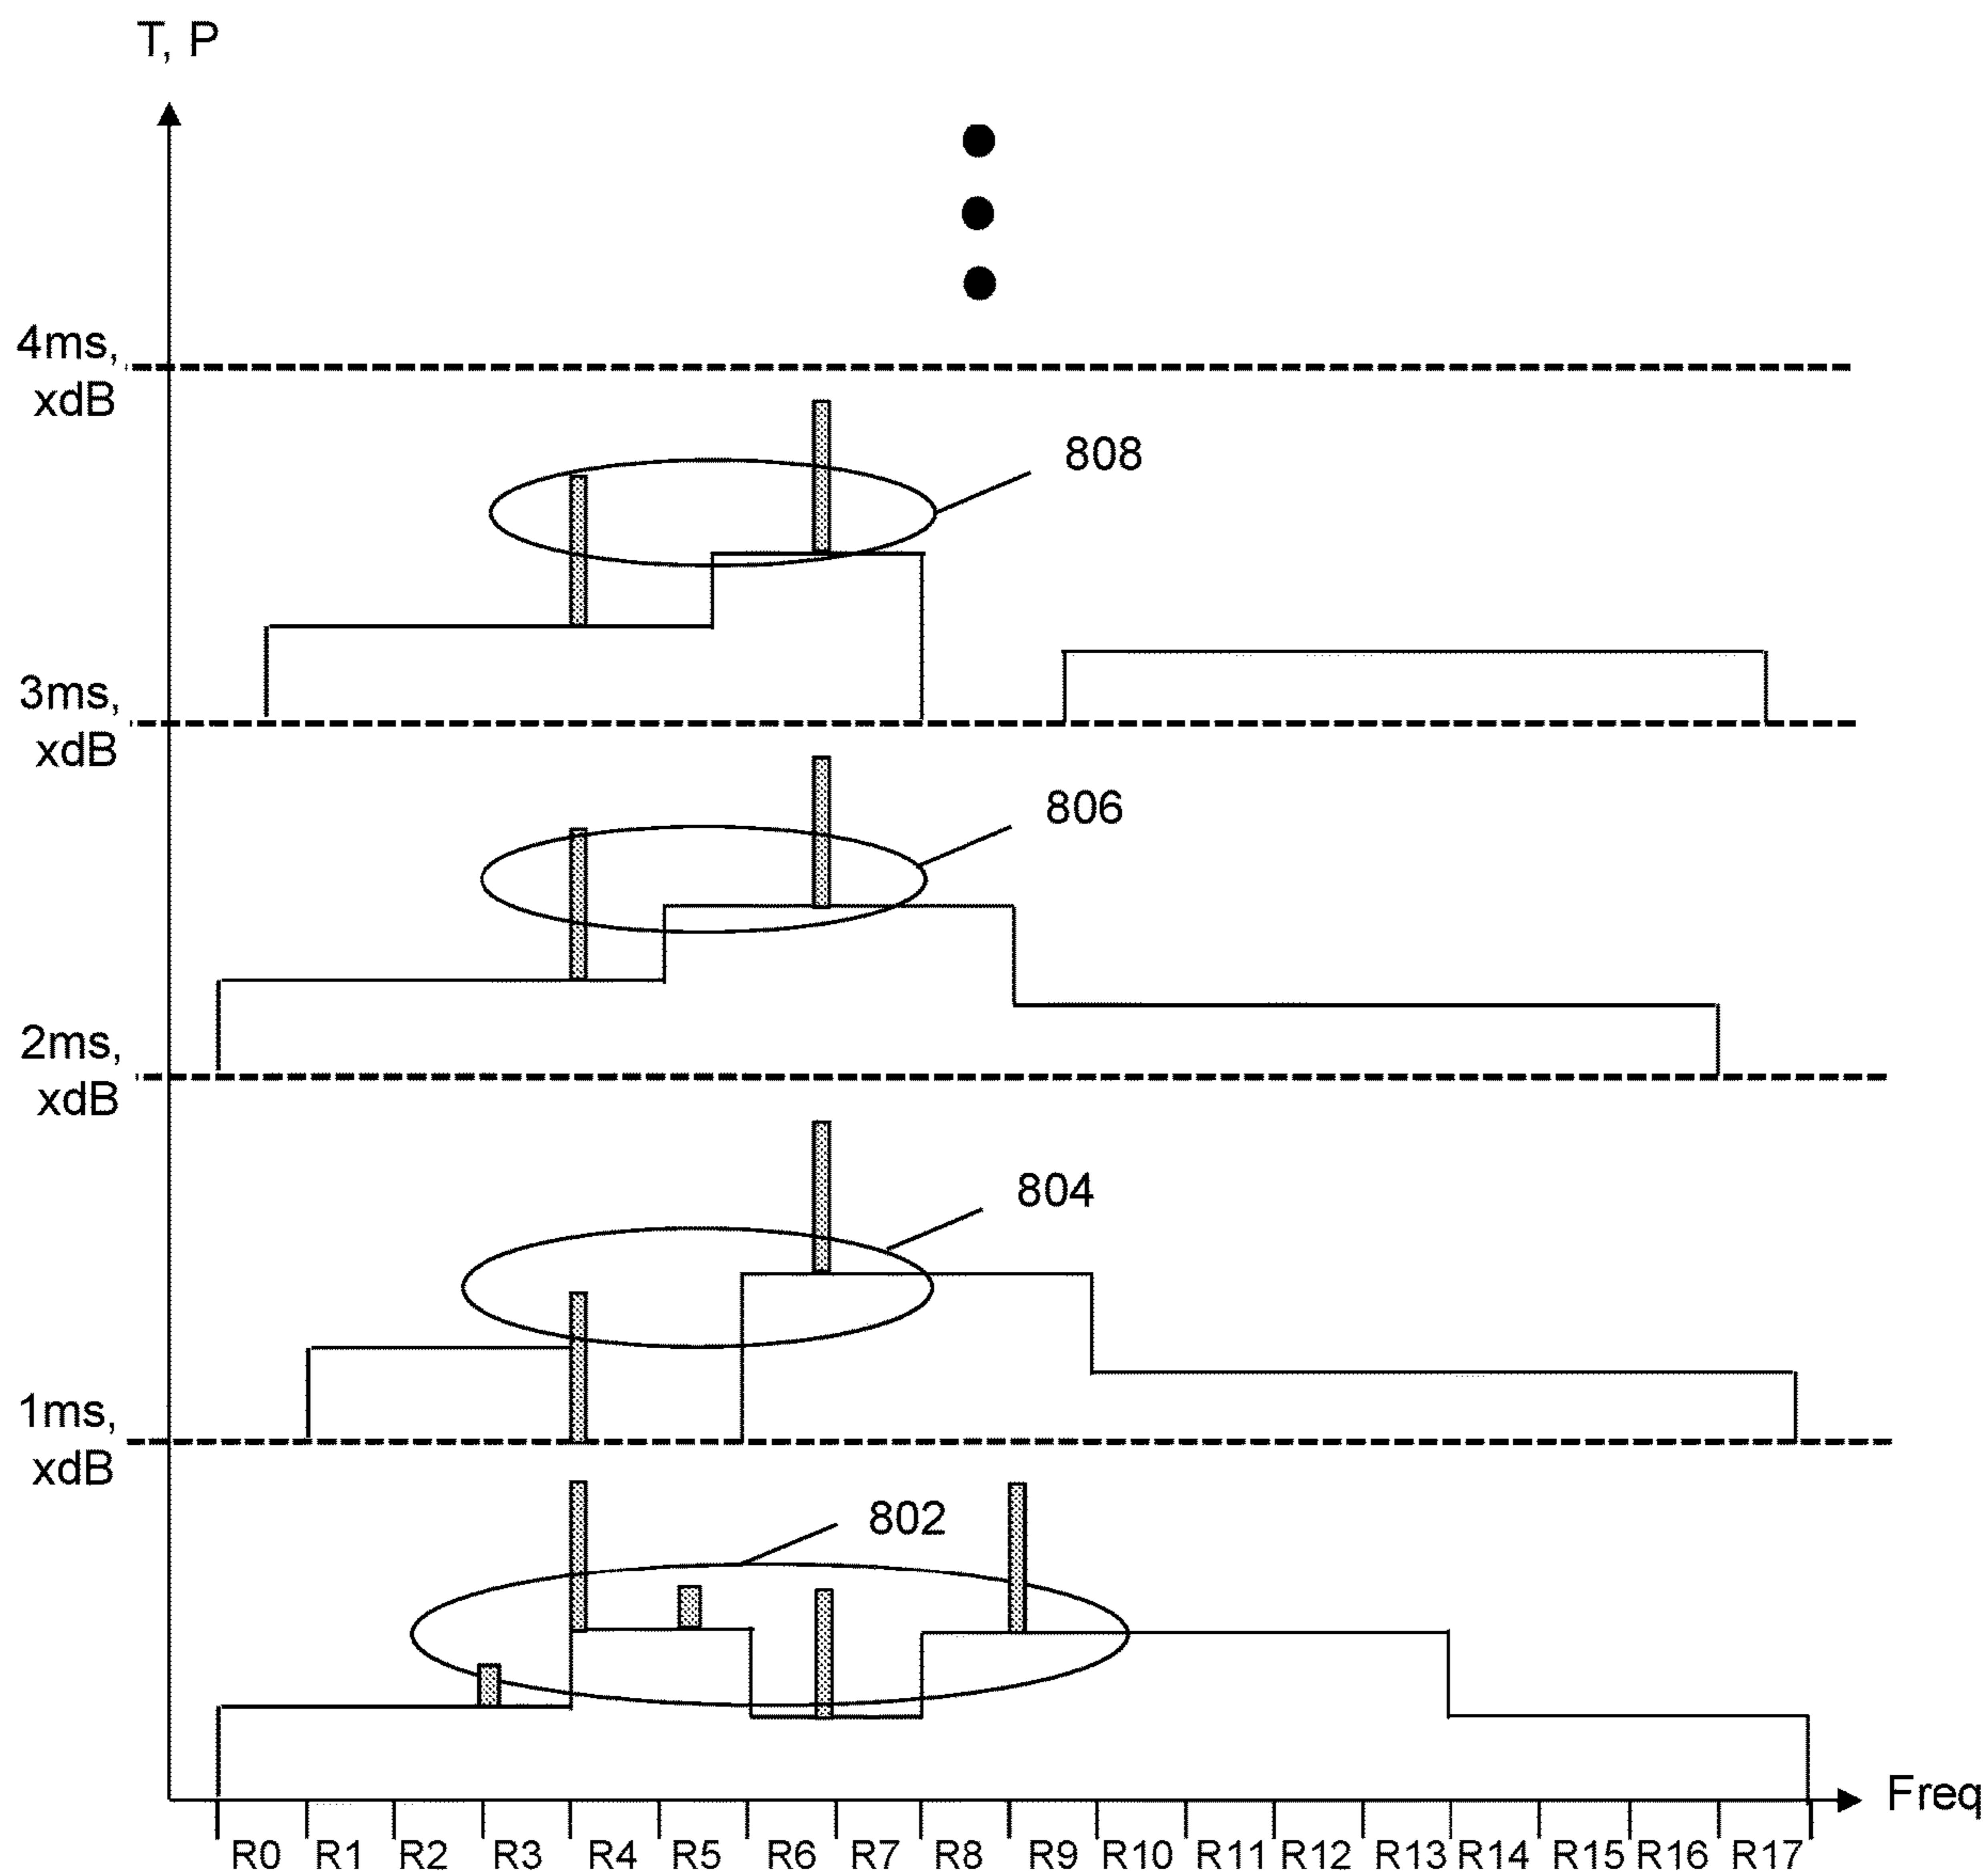 T, P
4ms,
xdB
808
3ms,
xdB
806
2ms,
xdB
804
1ms,
xdB
802
Freq
R0 R1 R2 R3 R4 R5 R6 R7 R8 R9 R10 R11 R12 R13 R14 R15 R16 R17